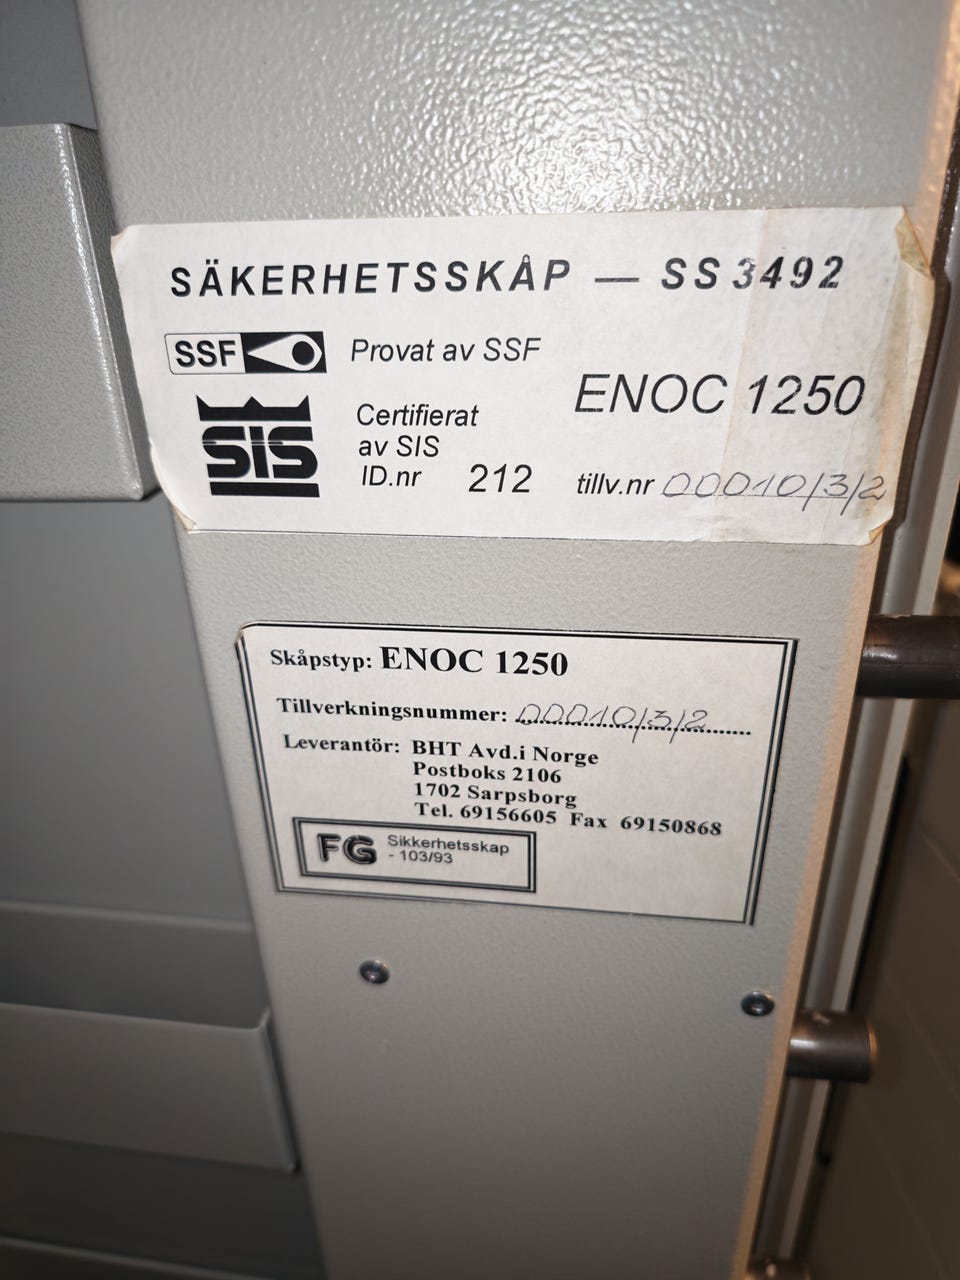 SÄKERHETSSKÅP — SS 3492
SSF Provat av SSF
ENOC 1250
SIS
Certifierat
av SIS
ID.nr 212
tillv.nr 00010/3/2
Skåpstyp: ENOC 1250
Tillverkningsnummer: 00010/3/2
Leverantör: BHT Avd.i Norge
Postboks 2106
1702 Sarpsborg
Tel. 69156605 Fax 69150868
FG Sikkerhetsskap
- 103/93